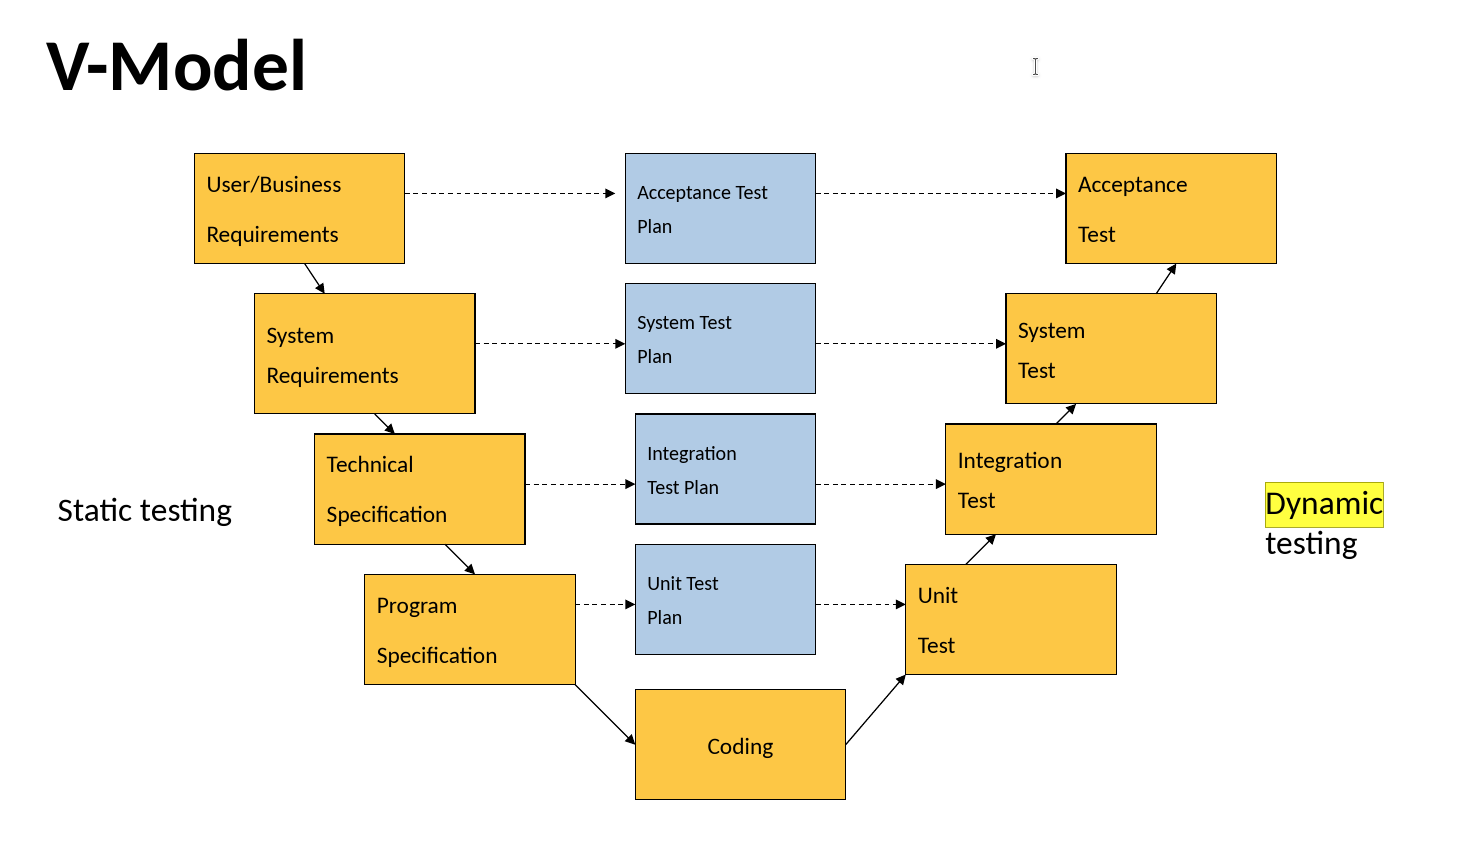 V-Model
User/Business
Requirements
Acceptance Test
Plan
Acceptance
Test
System
Requirements
System Test
Plan
System
Test
Technical
Specification
Integration
Test Plan
Integration
Test
Static testing
Dynamic
testing
Program
Specification
Unit Test
Plan
Unit
Test
Coding